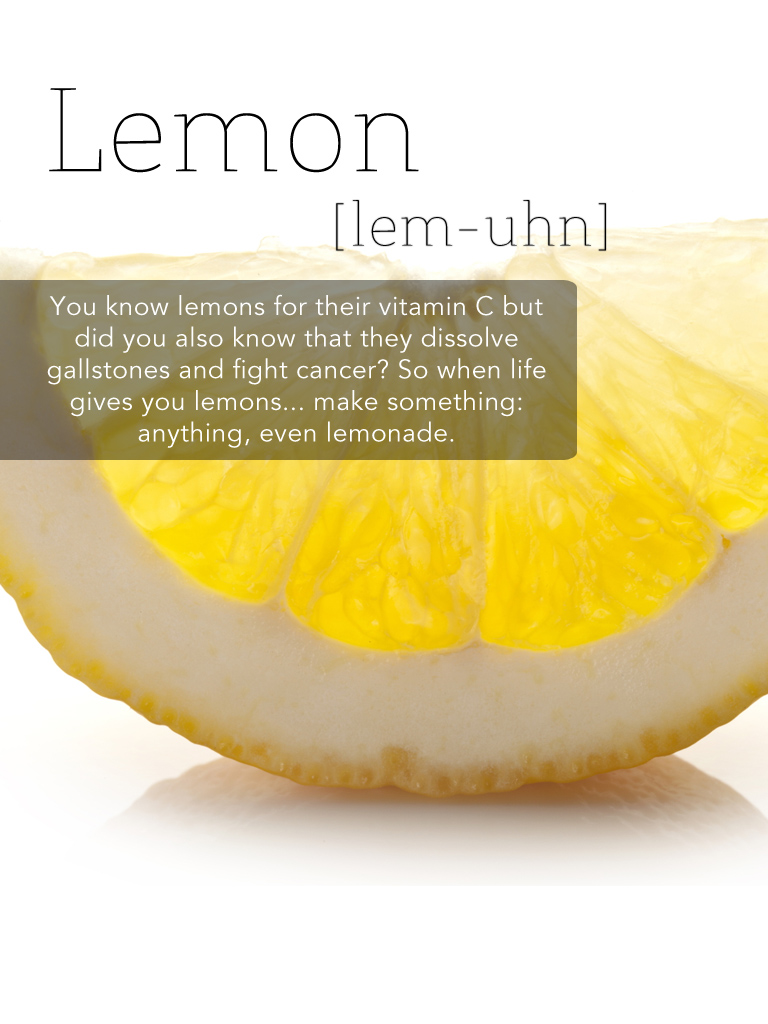 Lemon
[lem-uhn]
You know lemons for their vitamin C but
did you also know that they dissolve
gallstones and fight cancer? So when life
gives you lemons... make something:
anything, even lemonade.